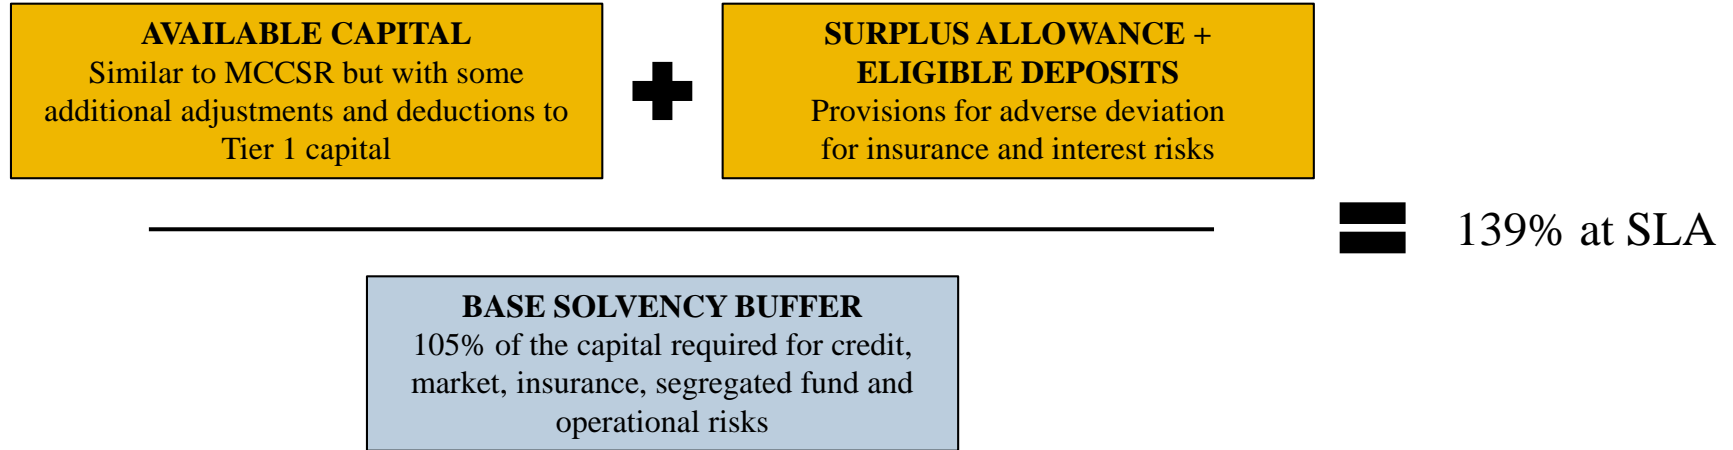 AVAILABLE CAPITAL
Similar to MCCSR but with some
additional adjustments and deductions to
Tier 1 capital
SURPLUS ALLOWANCE +
ELIGIBLE DEPOSITS
Provisions for adverse deviation
for insurance and interest risks
139% at SLA
BASE SOLVENCY BUFFER
105% of the capital required for credit,
market, insurance, segregated fund and
operational risks